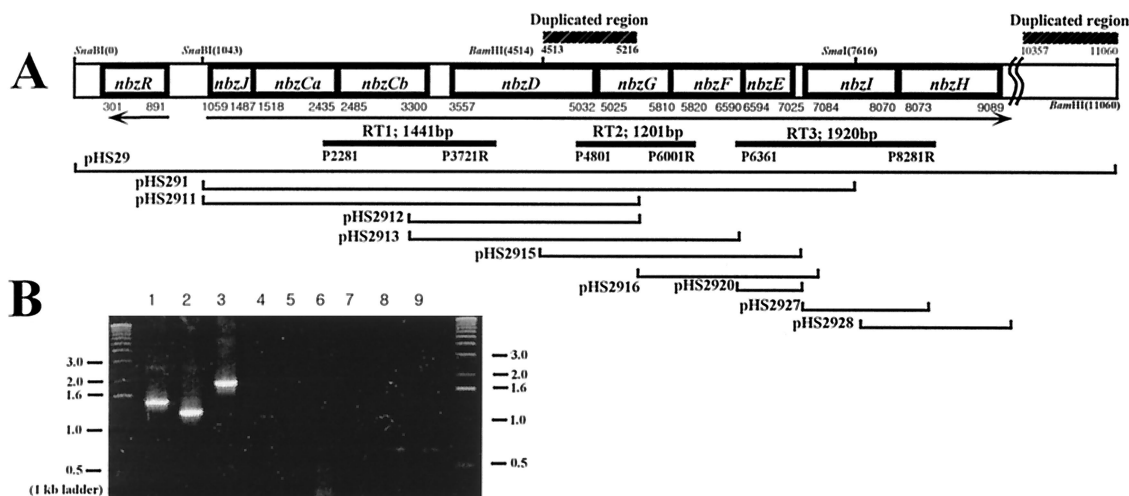 Duplicated region
4513 5216
Duplicated region
10357 11060
A
SnaBI(0) SnaBI(1043) BamHII(4514) SmaI(7616)
nbzR nbzJ nbzCa nbzCb nbzD nbzG nbzF nbzE nbzI nbzH
301 891 1059 1487 1518 2435 2485 3300 3557 5032 5025 5810 5820 6590 6594 7025 7084 8070 8073 9089 BamHI(11060)
RT1; 1441bp RT2; 1201bp RT3; 1920bp
P2281 P3721R P4801 P6001R P6361 P8281R
pHS29
pHS291
pHS2911
pHS2912
pHS2913
pHS2915
pHS2916 pHS2920
pHS2927
pHS2928
B
1 2 3 4 5 6 7 8 9
3.0
2.0
1.6
1.0
0.5
(1 kb ladder)
3.0
2.0
1.6
1.0
0.5